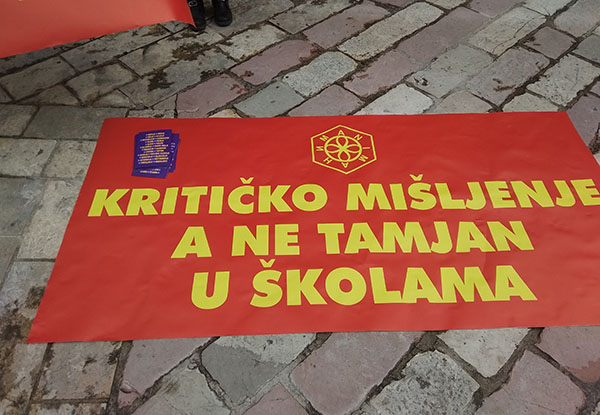 KRITIČKO MIŠLJENJE
A NE TAMJAN
U ŠKOLAMA